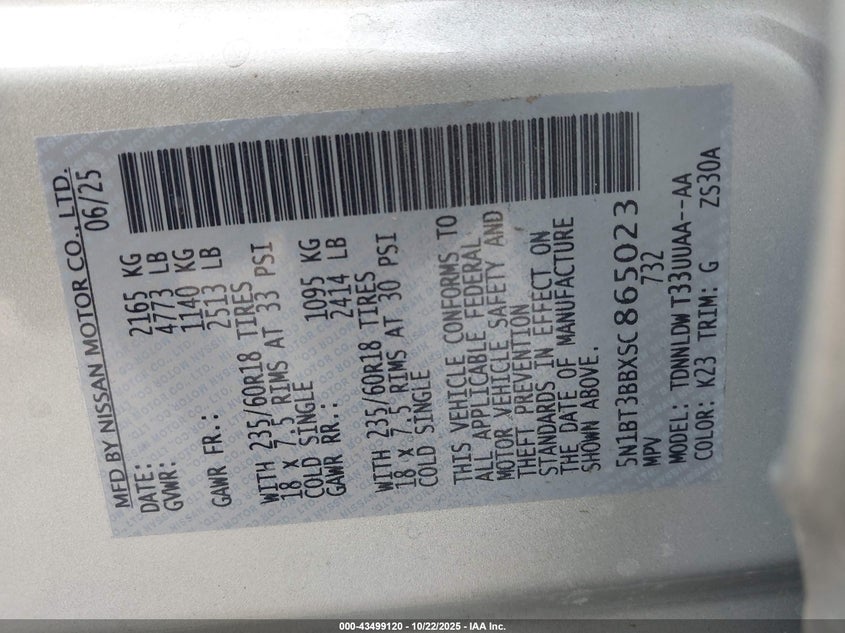 MFD BY NISSAN MOTOR CO., LTD.
DATE: 06/25
GVWR: 2165 KG
4773 LB
GAWR FR.: 1140 KG
2513 LB
WITH 235/60R18 TIRES
18 X 7.5 RIMS AT 33 PSI
COLD SINGLE
GAWR RR.: 1095 KG
2414 LB
WITH 235/60R18 TIRES
18 X 7.5 RIMS AT 30 PSI
COLD SINGLE
THIS VEHICLE CONFORMS TO
ALL APPLICABLE FEDERAL
MOTOR VEHICLE SAFETY AND
THEFT PREVENTION
STANDARDS IN EFFECT ON
THE DATE OF MANUFACTURE
SHOWN ABOVE.
5N1BT3BBXSC865023
MPV 732
MODEL: TDNNLDWT33UUAA--AA
COLOR: K23 TRIM: G ZS30A
000-43499120 - 10/22/2025 - IAA Inc.